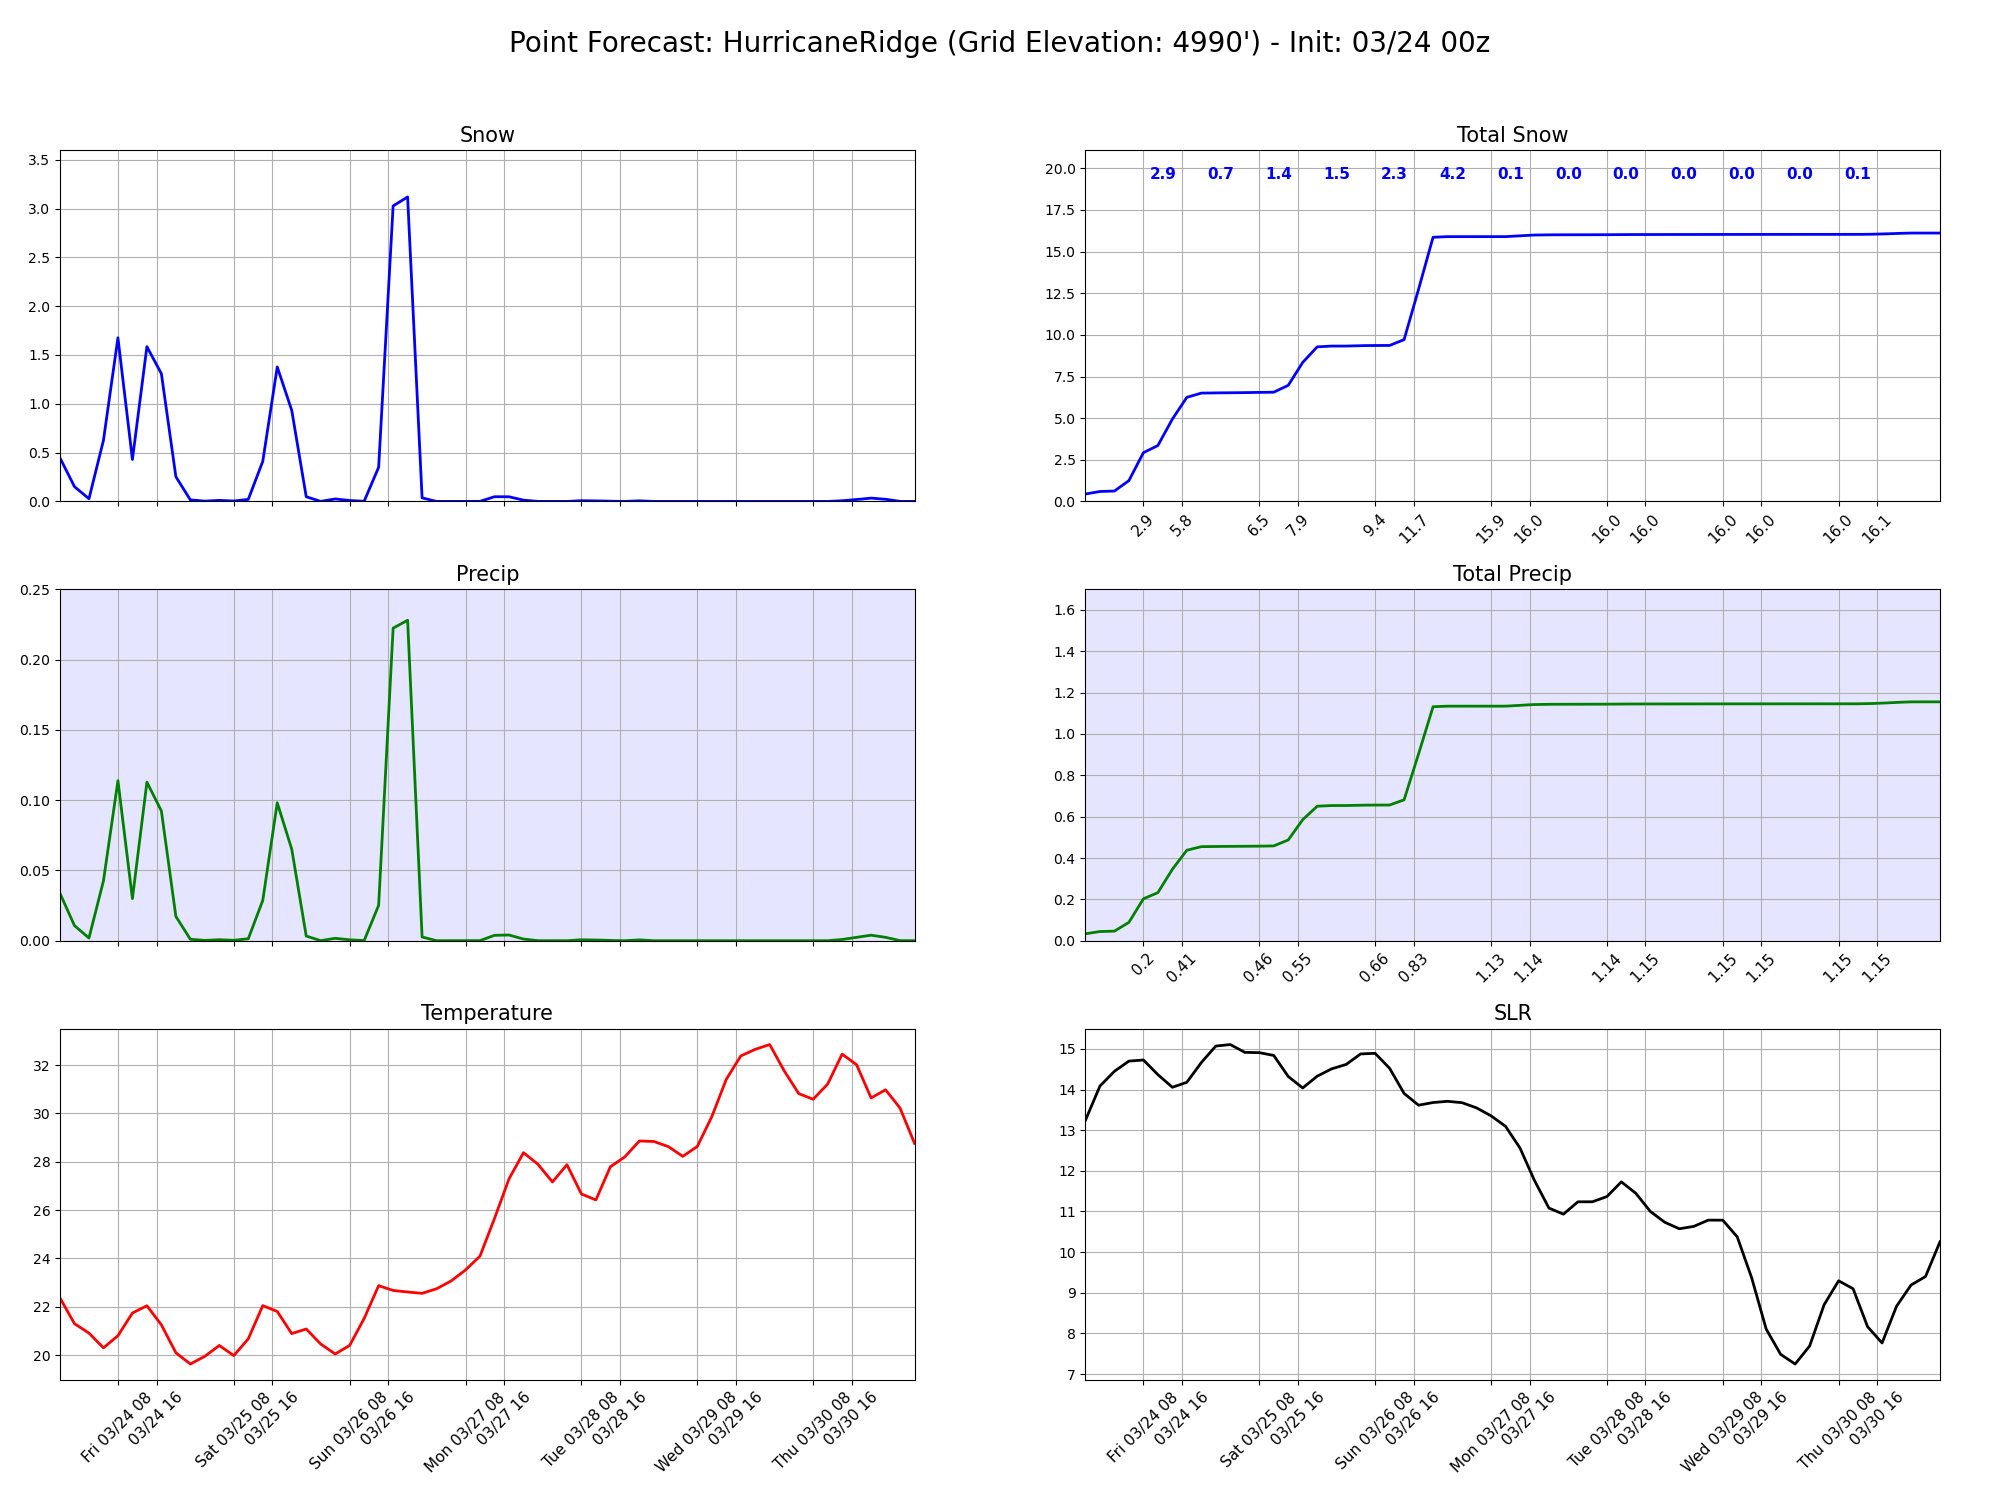 Point Forecast: HurricaneRidge (Grid Elevation: 4990') - Init: 03/24 00z
Snow
3.5
3.0
2.5
2.0
1.5
1.0
0.5
0.0
Total Snow
20.0
17.5
15.0
12.5
10.0
7.5
5.0
2.5
0.0
2.9 0.7 1.4 1.5 2.3 4.2 0.1 0.0 0.0 0.0 0.0 0.0 0.1
2.9 5.8 6.5 7.9 9.4 11.7 15.9 16.0 16.0 16.0 16.0 16.0 16.0 16.1
Precip
0.25
0.20
0.15
0.10
0.05
0.00
Total Precip
1.6
1.4
1.2
1.0
0.8
0.6
0.4
0.2
0.0
0.2 0.41 0.46 0.55 0.66 0.83 1.13 1.14 1.14 1.15 1.15 1.15 1.15 1.15
Temperature
32
30
28
26
24
22
20
Fri 03/24 08
03/24 16
Sat 03/25 08
03/25 16
Sun 03/26 08
03/26 16
Mon 03/27 08
03/27 16
Tue 03/28 08
03/28 16
Wed 03/29 08
03/29 16
Thu 03/30 08
03/30 16
SLR
15
14
13
12
11
10
9
8
7
Fri 03/24 08
03/24 16
Sat 03/25 08
03/25 16
Sun 03/26 08
03/26 16
Mon 03/27 08
03/27 16
Tue 03/28 08
03/28 16
Wed 03/29 08
03/29 16
Thu 03/30 08
03/30 16